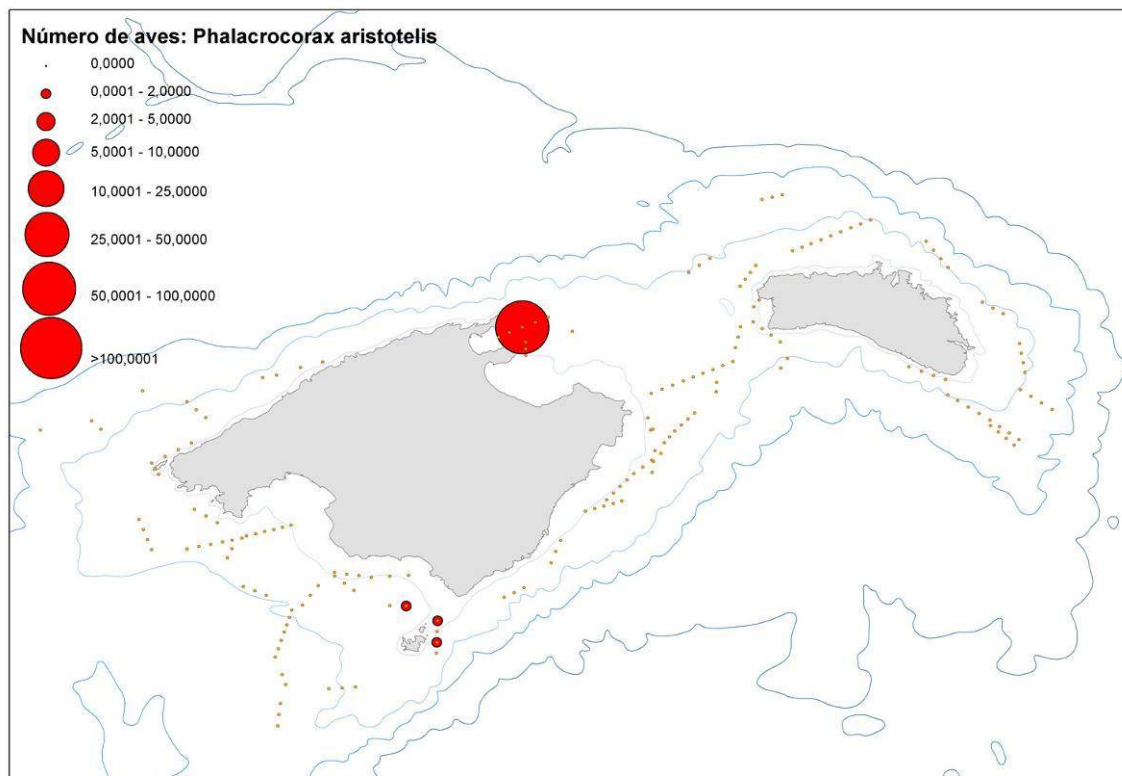 Número de aves: Phalacrocorax aristotelis
0,0000
0,0001 - 2,0000
2,0001 - 5,0000
5,0001 - 10,0000
10,0001 - 25,0000
25,0001 - 50,0000
50,0001 - 100,0000
>100,0001